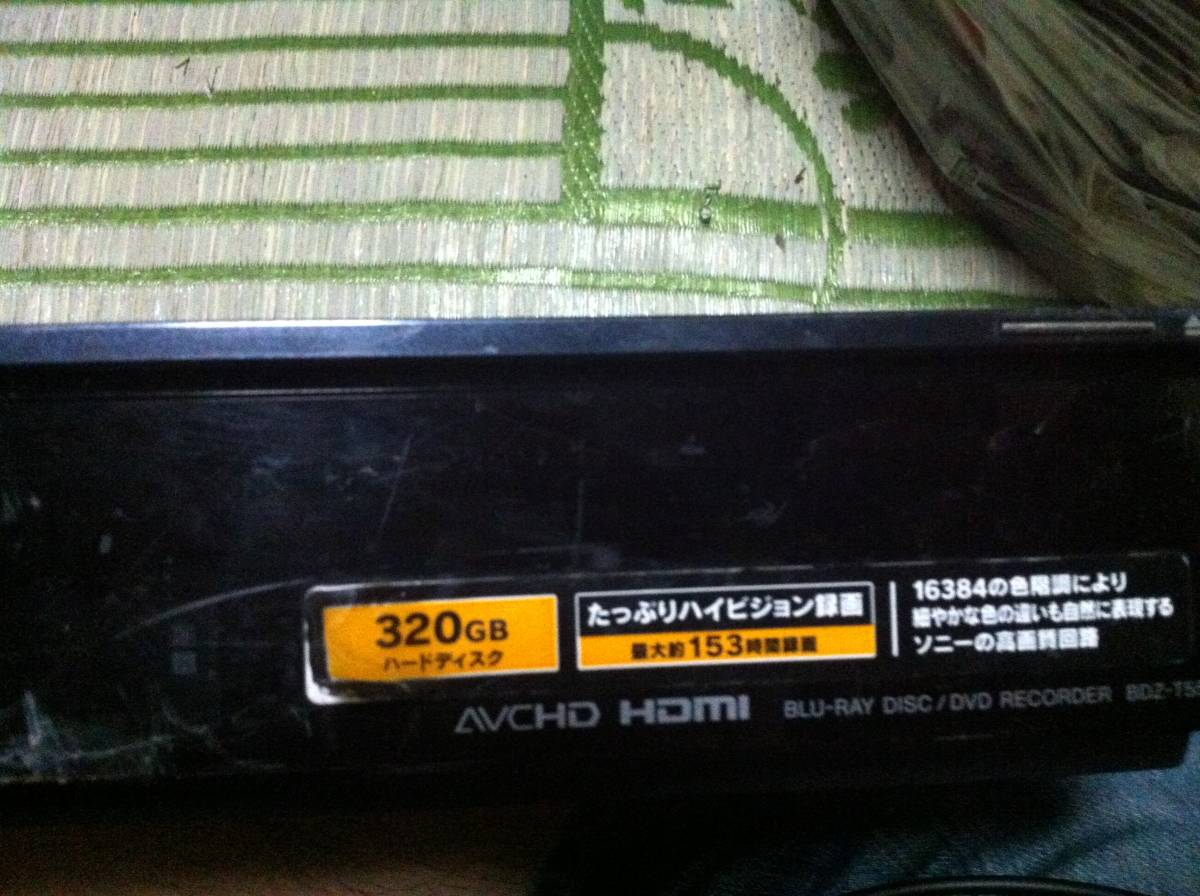 320GB
ハードディスク
たっぷりハイビジョン録画
最大約153時間録画
16384の色階調により
細やかな色の違いも自然に表現する
ソニーの高画質回路
AVCHD HDMI BLU-RAY DISC/DVD RECORDER